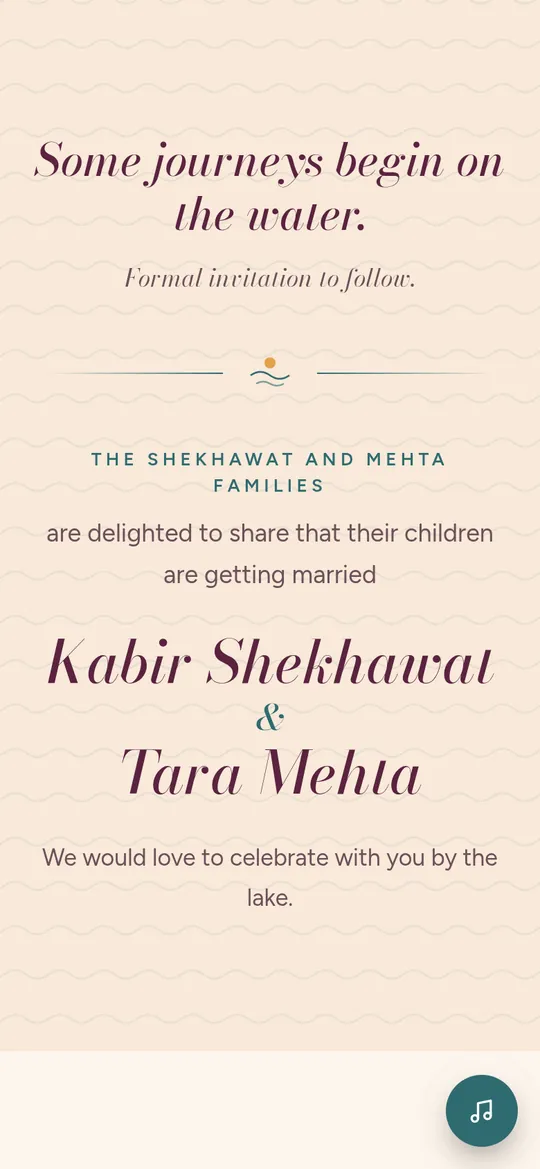 Some journeys begin on
the water.
Formal invitation to follow.
THE SHEKHAWAT AND MEHTA
FAMILIES
are delighted to share that their children
are getting married
Kabir Shekhawat
&
Tara Mehta
We would love to celebrate with you by the
lake.